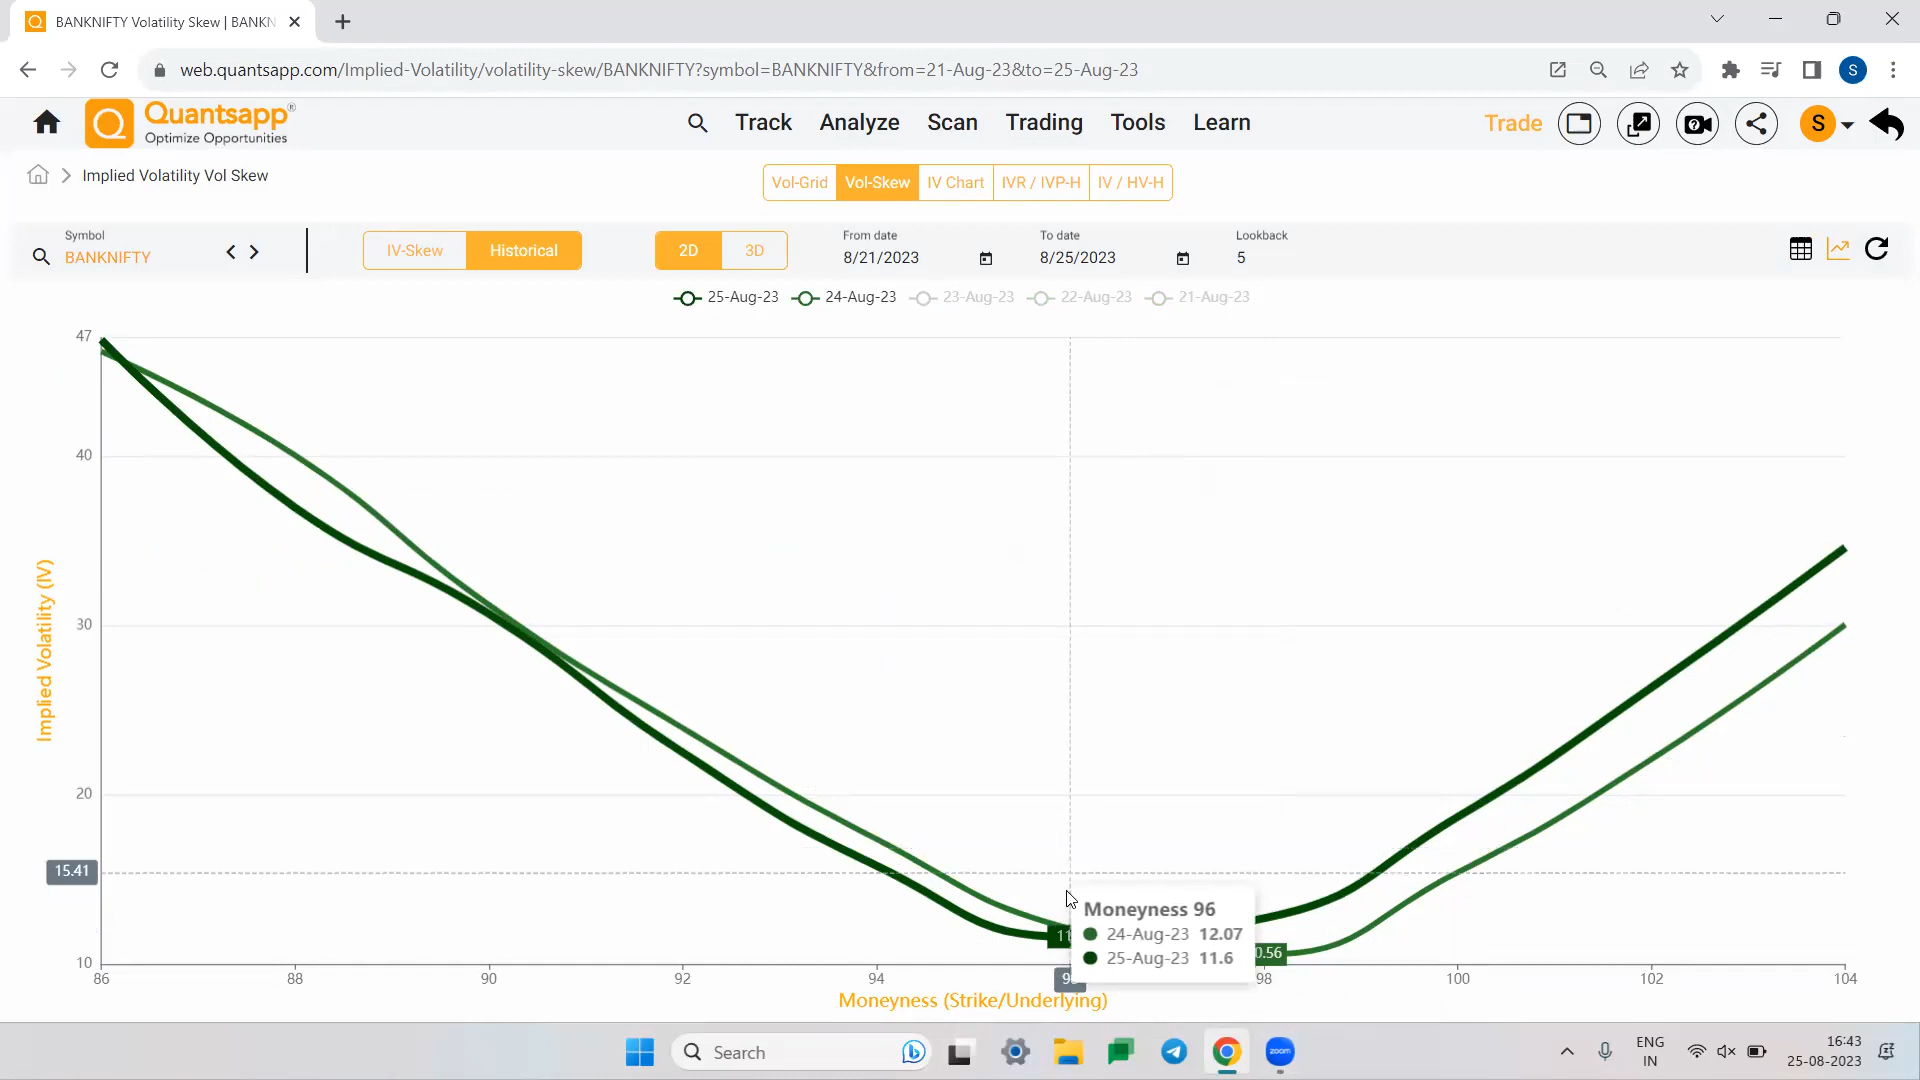 BANKNIFTY Volatility Skew | BANKN
web.quantsapp.com/Implied-Volatility/volatility-skew/BANKNIFTY?symbol=BANKNIFTY&from=21-Aug-23&to=25-Aug-23
S
Quantsapp®
Optimize Opportunities
Track Analyze Scan Trading Tools Learn
Trade
S
Implied Volatility Vol Skew
Vol-Grid Vol-Skew IV Chart IVR / IVP-H IV / HV-H
Symbol
BANKNIFTY
IV-Skew Historical
2D 3D
From date
8/21/2023
To date
8/25/2023
Lookback
5
25-Aug-23 24-Aug-23 23-Aug-23 22-Aug-23 21-Aug-23
47
40
30
20
15.41
10
Implied Volatility (IV)
Moneyness 96
24-Aug-23 12.07
25-Aug-23 11.6
0.56
86 88 90 92 94 98 100 102 104
Moneyness (Strike/Underlying)
Search
zoom
ENG
IN
16:43
25-08-2023